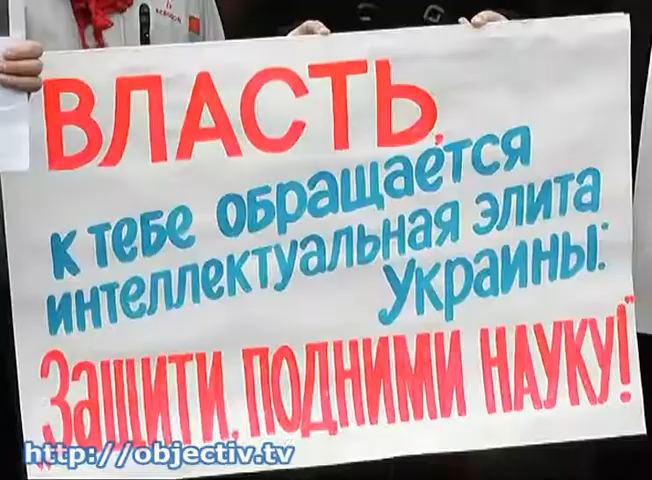 ВЛАСТЬ,
к тебе обращается
интеллектуальная элита
Украины:
"Защити, подними науку!"
http://objectiv.tv